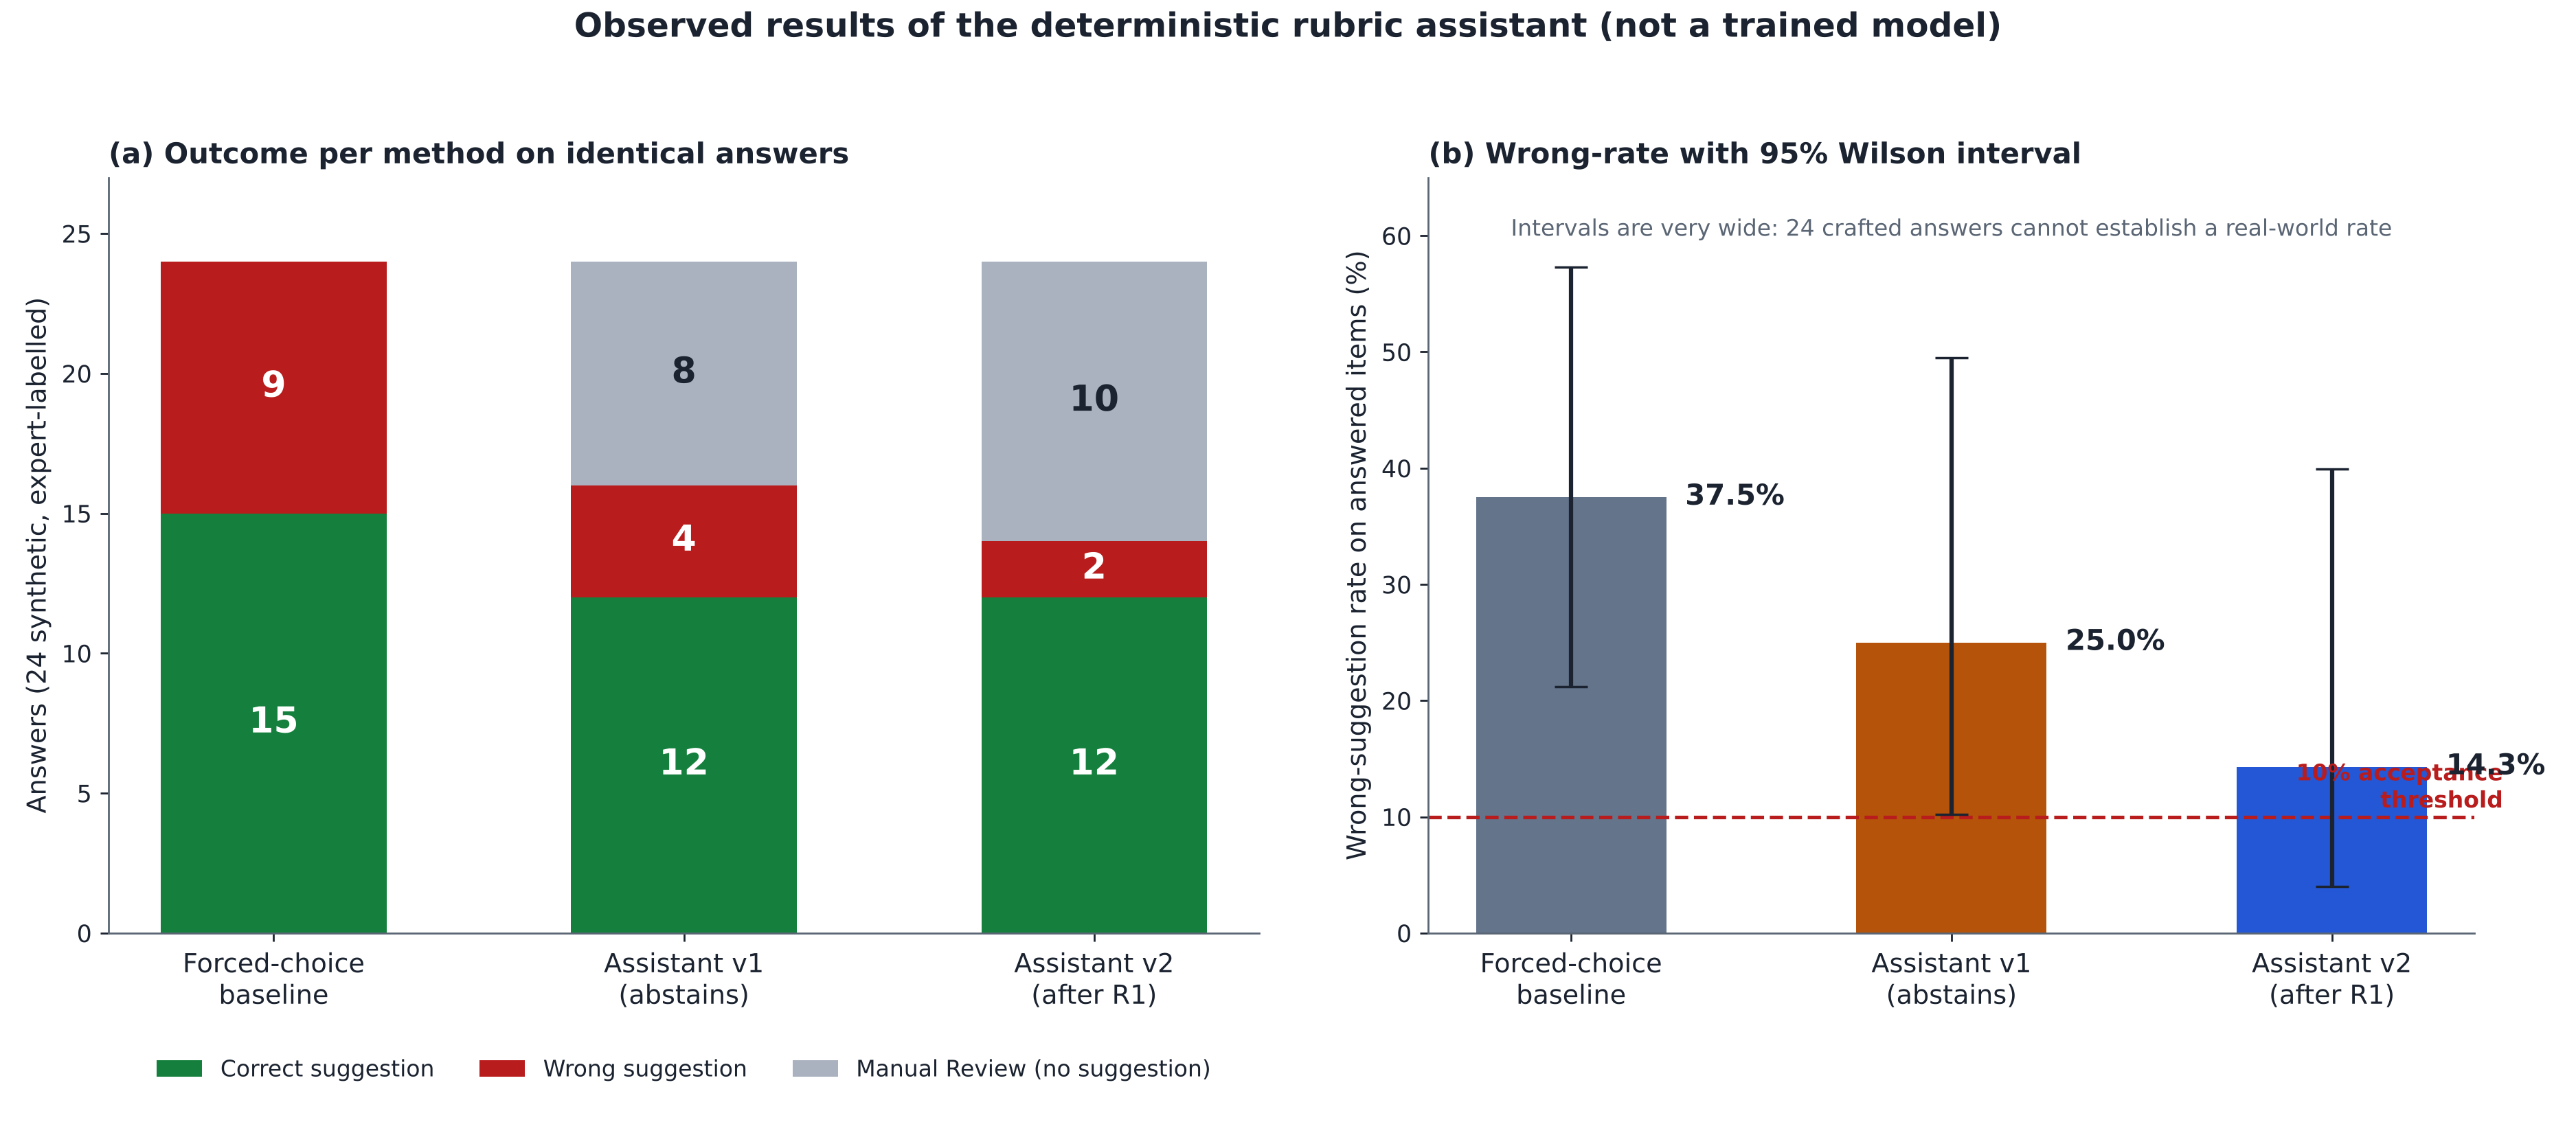 Observed results of the deterministic rubric assistant (not a trained model)
(a) Outcome per method on identical answers
Answers (24 synthetic, expert-labelled)
25
20
15
10
5
0
9
15
8
4
12
10
2
12
Forced-choice
baseline
Assistant v1
(abstains)
Assistant v2
(after R1)
Correct suggestion
Wrong suggestion
Manual Review (no suggestion)
(b) Wrong-rate with 95% Wilson interval
Wrong-suggestion rate on answered items (%)
Intervals are very wide: 24 crafted answers cannot establish a real-world rate
60
50
40
30
20
10
0
37.5%
25.0%
14.3%
10% acceptance
threshold
Forced-choice
baseline
Assistant v1
(abstains)
Assistant v2
(after R1)